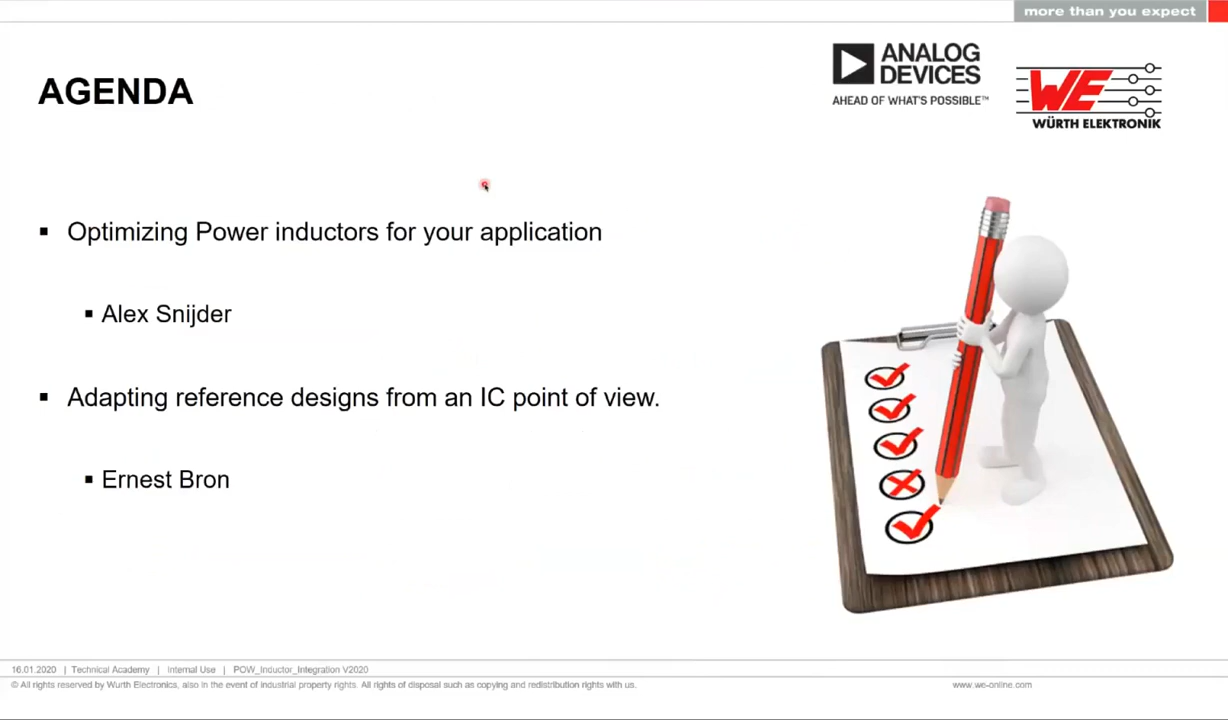 more than you expect
ANALOG
DEVICES
AHEAD OF WHAT'S POSSIBLE™
WE
WÜRTH ELEKTRONIK
AGENDA
▪ Optimizing Power inductors for your application
▪ Alex Snijder
▪ Adapting reference designs from an IC point of view.
▪ Ernest Bron
16.01.2020 | Technical Academy | Internal Use | POW_Inductor_Integration V2020
© All rights reserved by Wurth Electronics, also in the event of industrial property rights. All rights of disposal such as copying and redistribution rights with us.
www.we-online.com